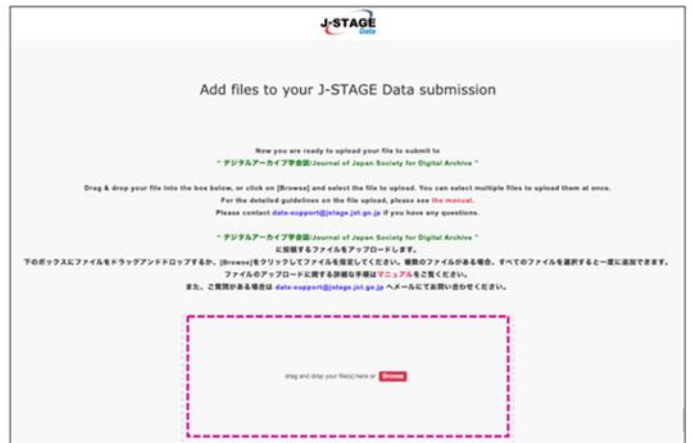 J-STAGE
Data
Add files to your J-STAGE Data submission
Now you are ready to upload your file to submit to
" デジタルアーカイブ学会誌/Journal of Japan Society for Digital Archive "
Drag & drop your file into the box below, or click on [Browse] and select the file to upload. You can select multiple files to upload them at once.
For the detailed guidelines on the file upload, please see the manual.
Please contact data-support@jstage.jst.go.jp if you have any questions.
" デジタルアーカイブ学会誌/Journal of Japan Society for Digital Archive "
に投稿するファイルをアップロードします。
下のボックスにファイルをドラッグアンドドロップするか、[Browse]をクリックしてファイルを指定してください。複数のファイルがある場合、すべてのファイルを選択すると一度に追加できます。
ファイルのアップロードに関する詳細な手順はマニュアルをご覧ください。
また、ご質問がある場合は data-support@jstage.jst.go.jp へメールにてお問い合わせください。
drag and drop your file(s) here or Browse